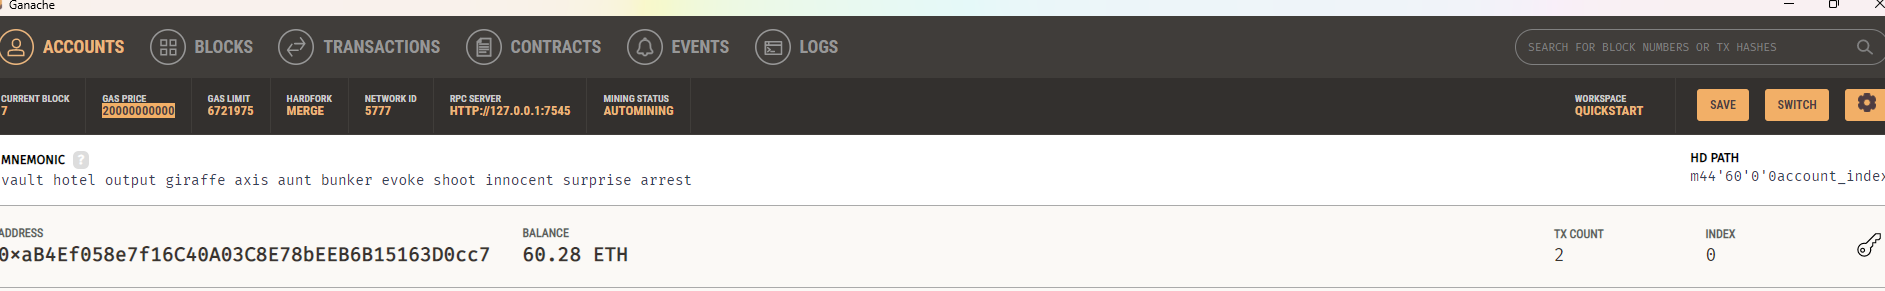 Ganache
ACCOUNTS BLOCKS TRANSACTIONS CONTRACTS EVENTS LOGS SEARCH FOR BLOCK NUMBERS OR TX HASHES
CURRENT BLOCK GAS PRICE GAS LIMIT HARDFORK NETWORK ID RPC SERVER MINING STATUS WORKSPACE
7 20000000000 6721975 MERGE 5777 HTTP://127.0.0.1:7545 AUTOMINING QUICKSTART SAVE SWITCH
MNEMONIC ? HD PATH
vault hotel output giraffe axis aunt bunker evoke shoot innocent surprise arrest m44'60'0'0account_index
ADDRESS BALANCE TX COUNT INDEX
0xaB4Ef058e7f16C40A03C8E78bEEB6B15163D0cc7 60.28 ETH 2 0